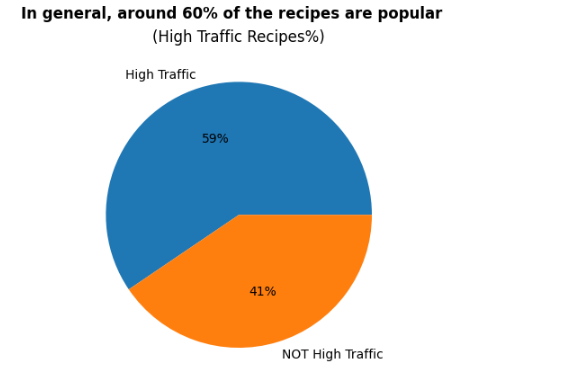 In general, around 60% of the recipes are popular
(High Traffic Recipes%)
High Traffic
59%
41%
NOT High Traffic